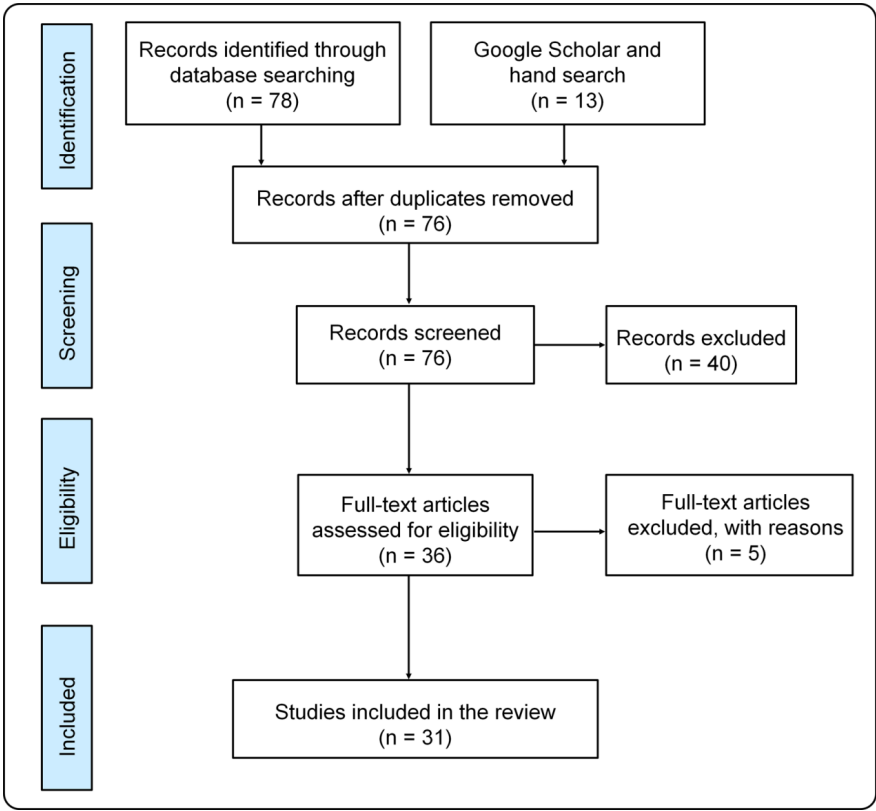 Identification
Records identified through
database searching
(n = 78)
Google Scholar and
hand search
(n = 13)
Records after duplicates removed
(n = 76)
Screening
Records screened
(n = 76)
Records excluded
(n = 40)
Eligibility
Full-text articles
assessed for eligibility
(n = 36)
Full-text articles
excluded, with reasons
(n = 5)
Included
Studies included in the review
(n = 31)